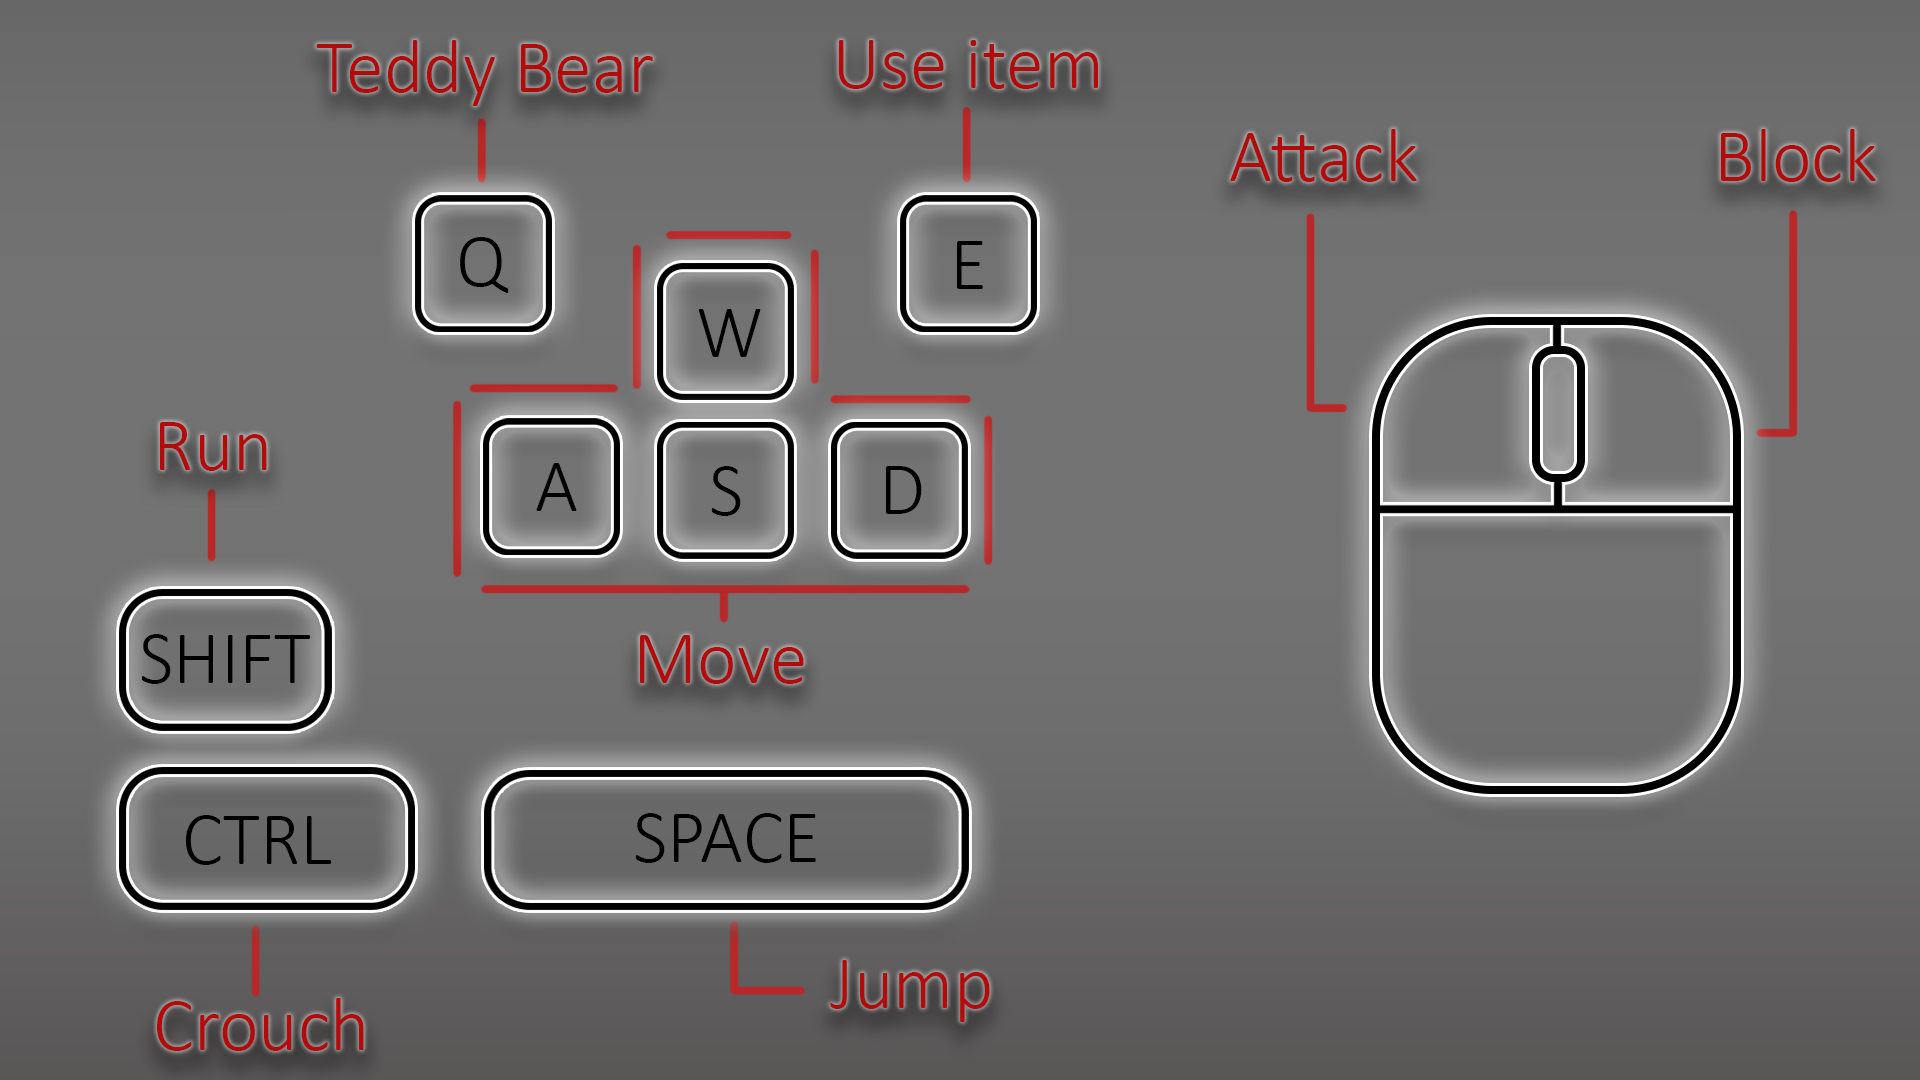 Teddy Bear
Use item
Attack
Block
Q
E
W
A
S
D
Run
Move
SHIFT
CTRL
SPACE
Jump
Crouch